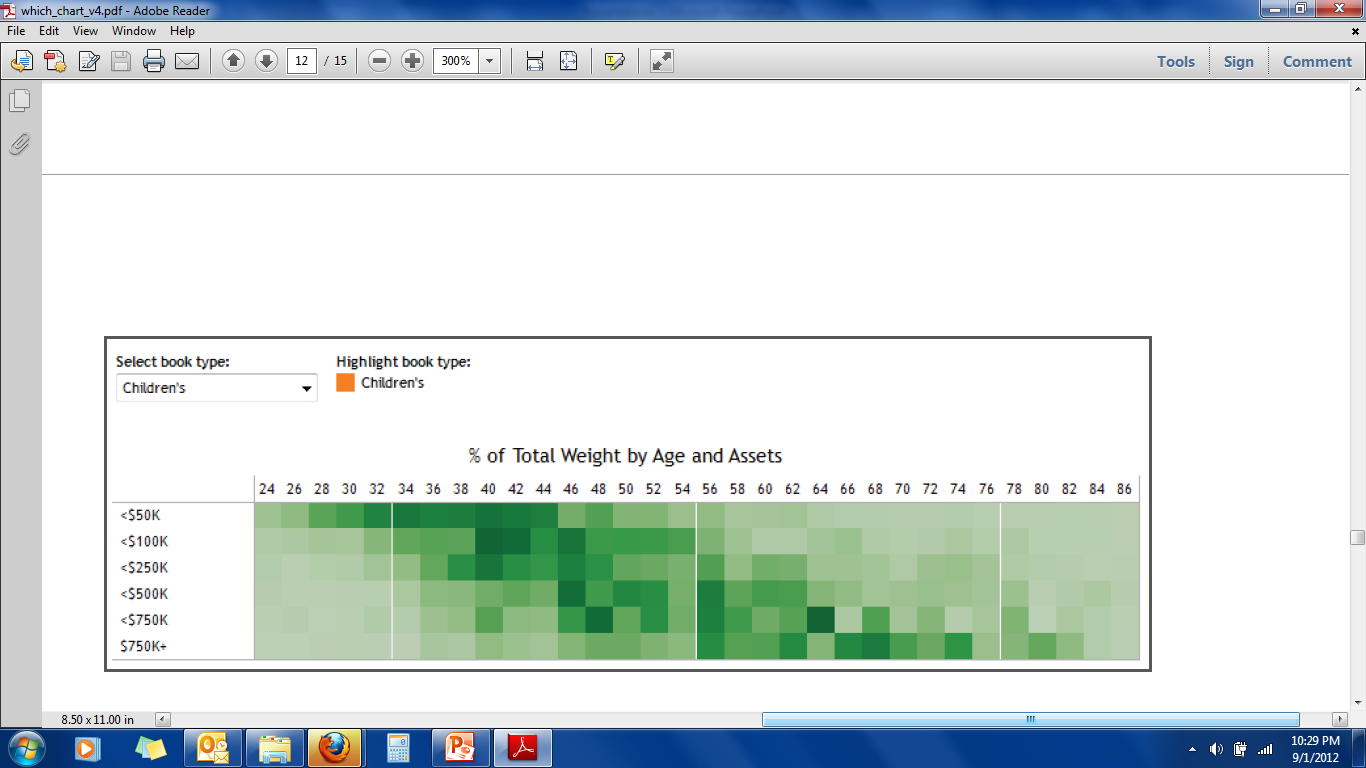 which_chart_v4.pdf - Adobe Reader
File Edit View Window Help
12 / 15 300% Tools Sign Comment
Select book type: Highlight book type:
Children's Children's
% of Total Weight by Age and Assets
24 26 28 30 32 34 36 38 40 42 44 46 48 50 52 54 56 58 60 62 64 66 68 70 72 74 76 78 80 82 84 86
<$50K
<$100K
<$250K
<$500K
<$750K
$750K+
8.50 x 11.00 in
10:29 PM
9/1/2012